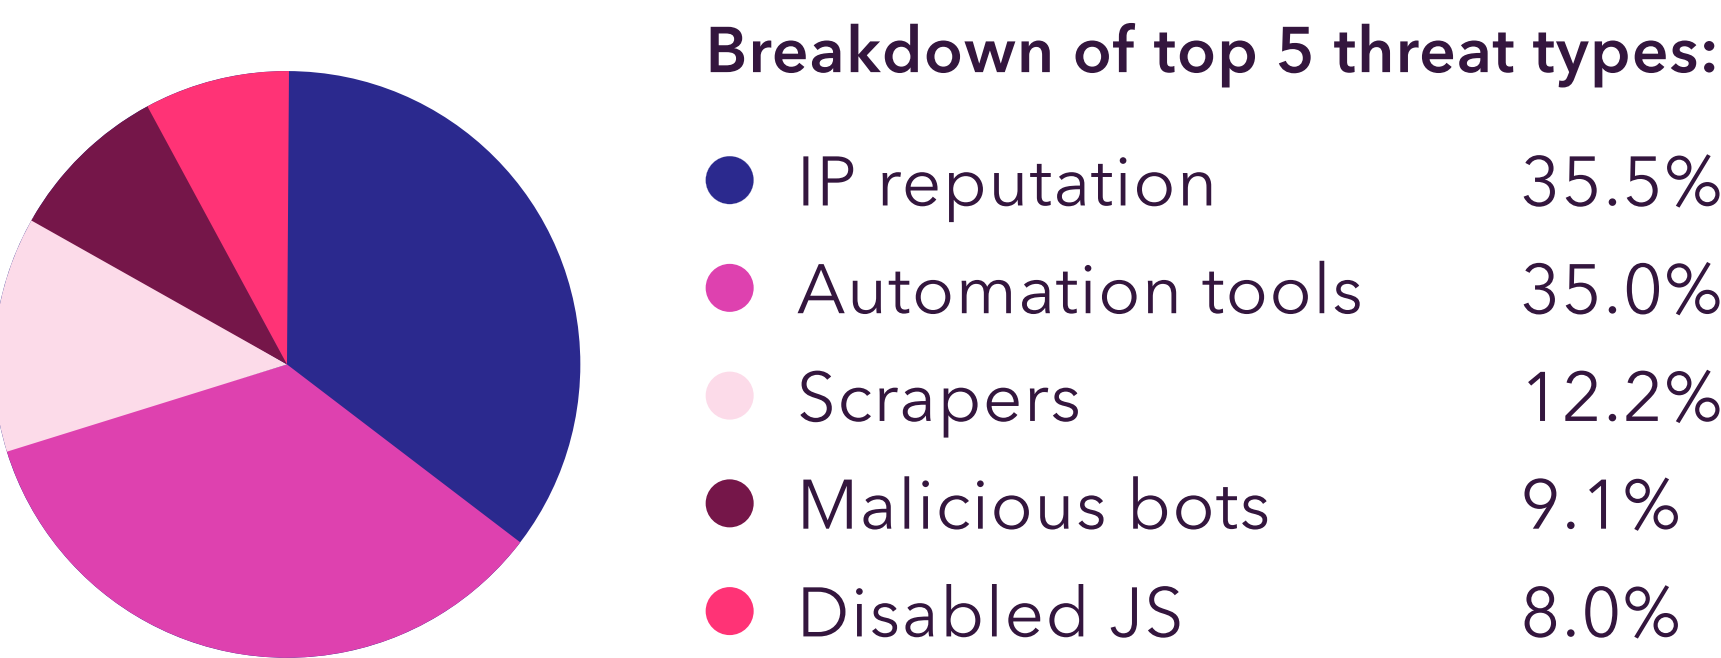 Breakdown of top 5 threat types:
IP reputation 35.5%
Automation tools 35.0%
Scrapers 12.2%
Malicious bots 9.1%
Disabled JS 8.0%